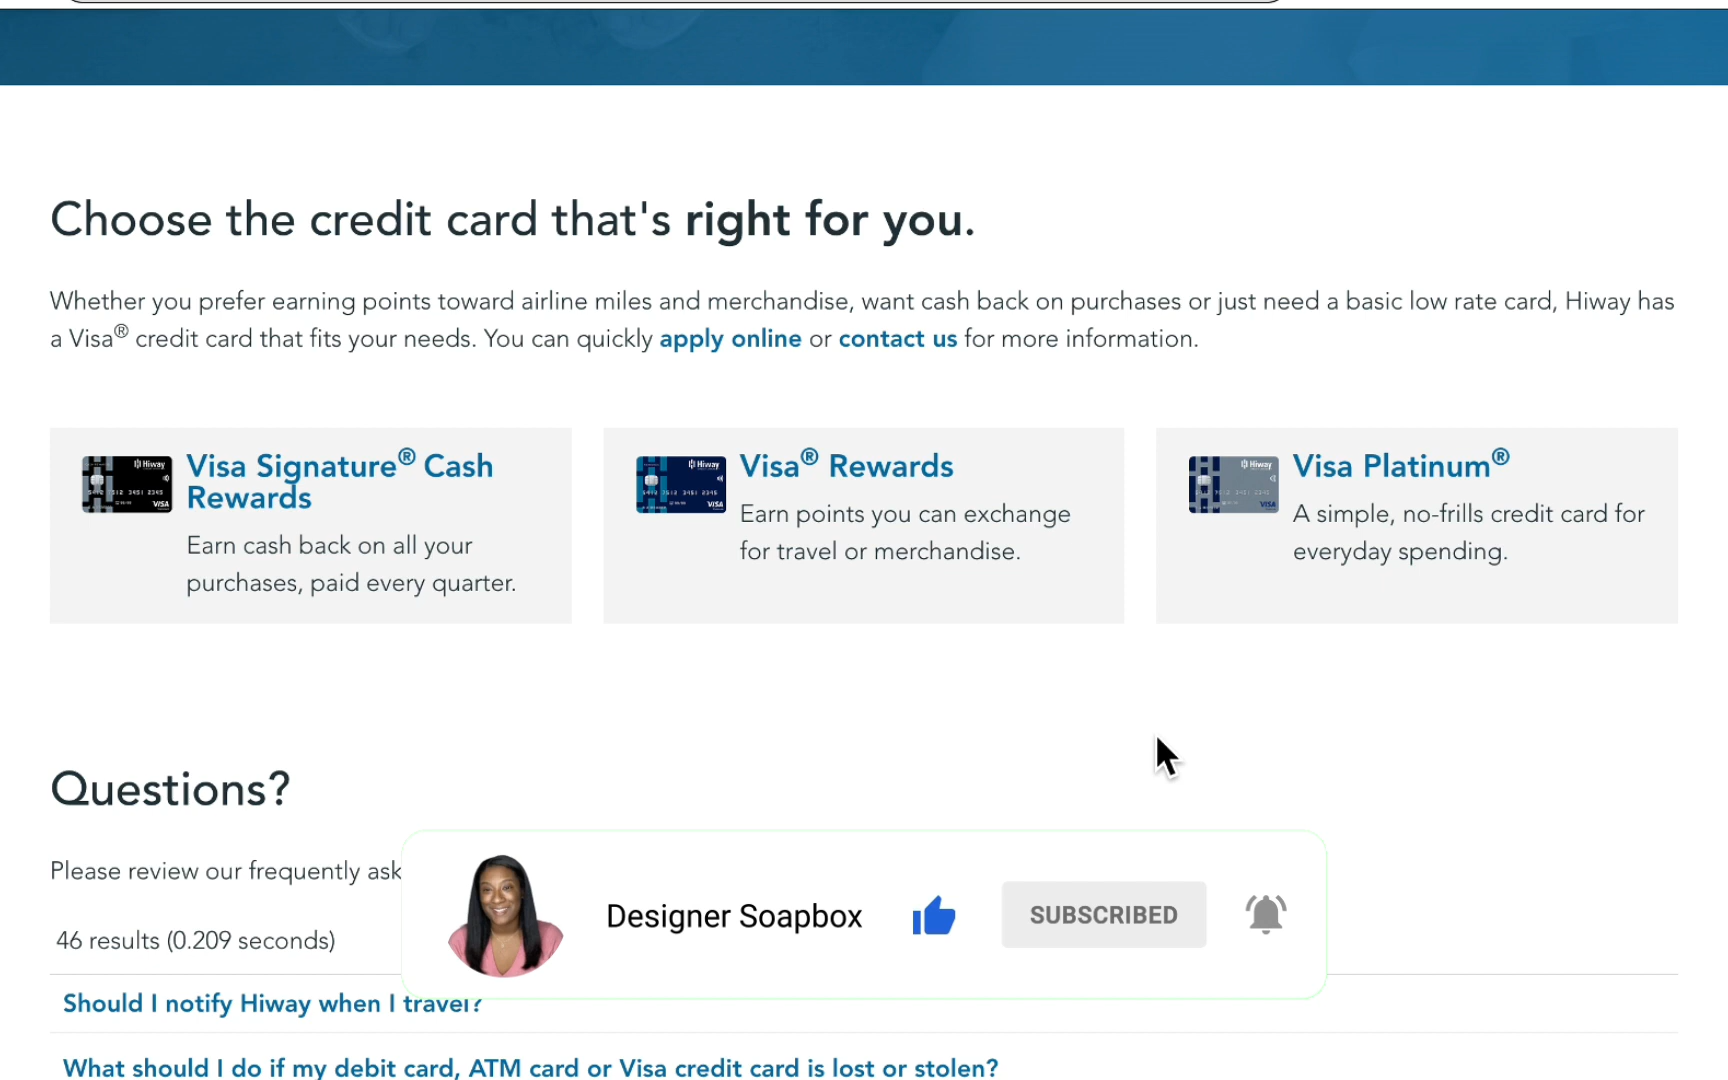 Choose the credit card that's right for you.
Whether you prefer earning points toward airline miles and merchandise, want cash back on purchases or just need a basic low rate card, Hiway has
a Visa® credit card that fits your needs. You can quickly apply online or contact us for more information.
Hiway
VISA
Visa Signature® Cash
Rewards
Earn cash back on all your
purchases, paid every quarter.
Hiway
VISA
Visa® Rewards
Earn points you can exchange
for travel or merchandise.
Hiway
VISA
Visa Platinum®
A simple, no-frills credit card for
everyday spending.
Questions?
Please review our frequently ask
Designer Soapbox
SUBSCRIBED
46 results (0.209 seconds)
Should I notify Hiway when I travel?
What should I do if my debit card, ATM card or Visa credit card is lost or stolen?